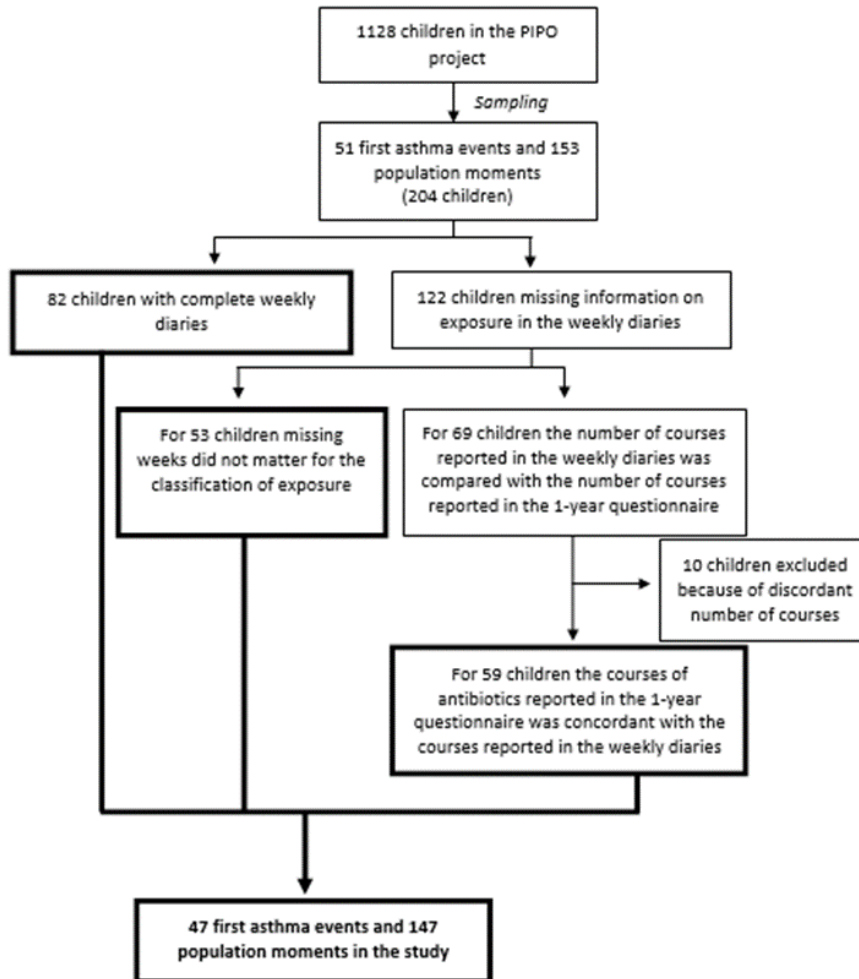 1128 children in the PIPO
project
Sampling
51 first asthma events and 153
population moments
(204 children)
82 children with complete weekly
diaries
122 children missing information on
exposure in the weekly diaries
For 53 children missing
weeks did not matter for the
classification of exposure
For 69 children the number of courses
reported in the weekly diaries was
compared with the number of courses
reported in the 1-year questionnaire
10 children excluded
because of discordant
number of courses
For 59 children the courses of
antibiotics reported in the 1-year
questionnaire was concordant with the
courses reported in the weekly diaries
47 first asthma events and 147
population moments in the study